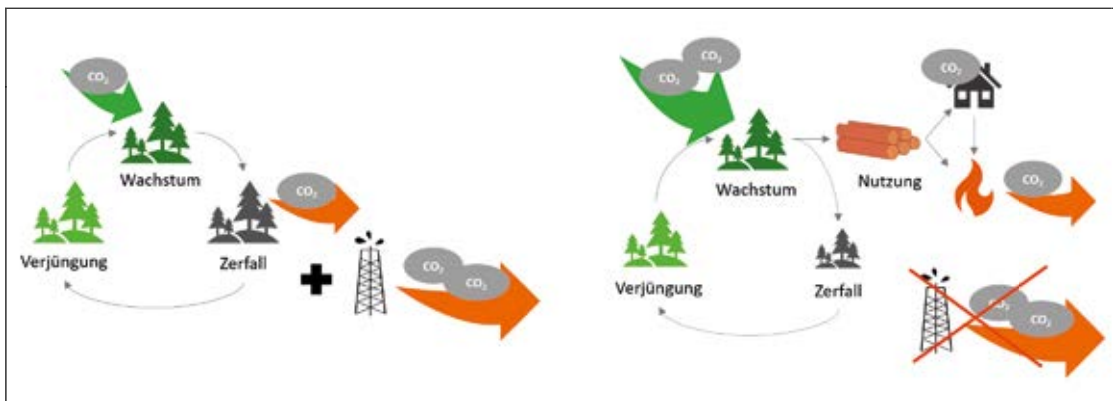 CO₂
Wachstum
CO₂
Verjüngung
Zerfall
CO₂
CO₂
CO₂
CO₂
CO₂
Wachstum
Nutzung
CO₂
CO₂
Verjüngung
Zerfall
CO₂
CO₂